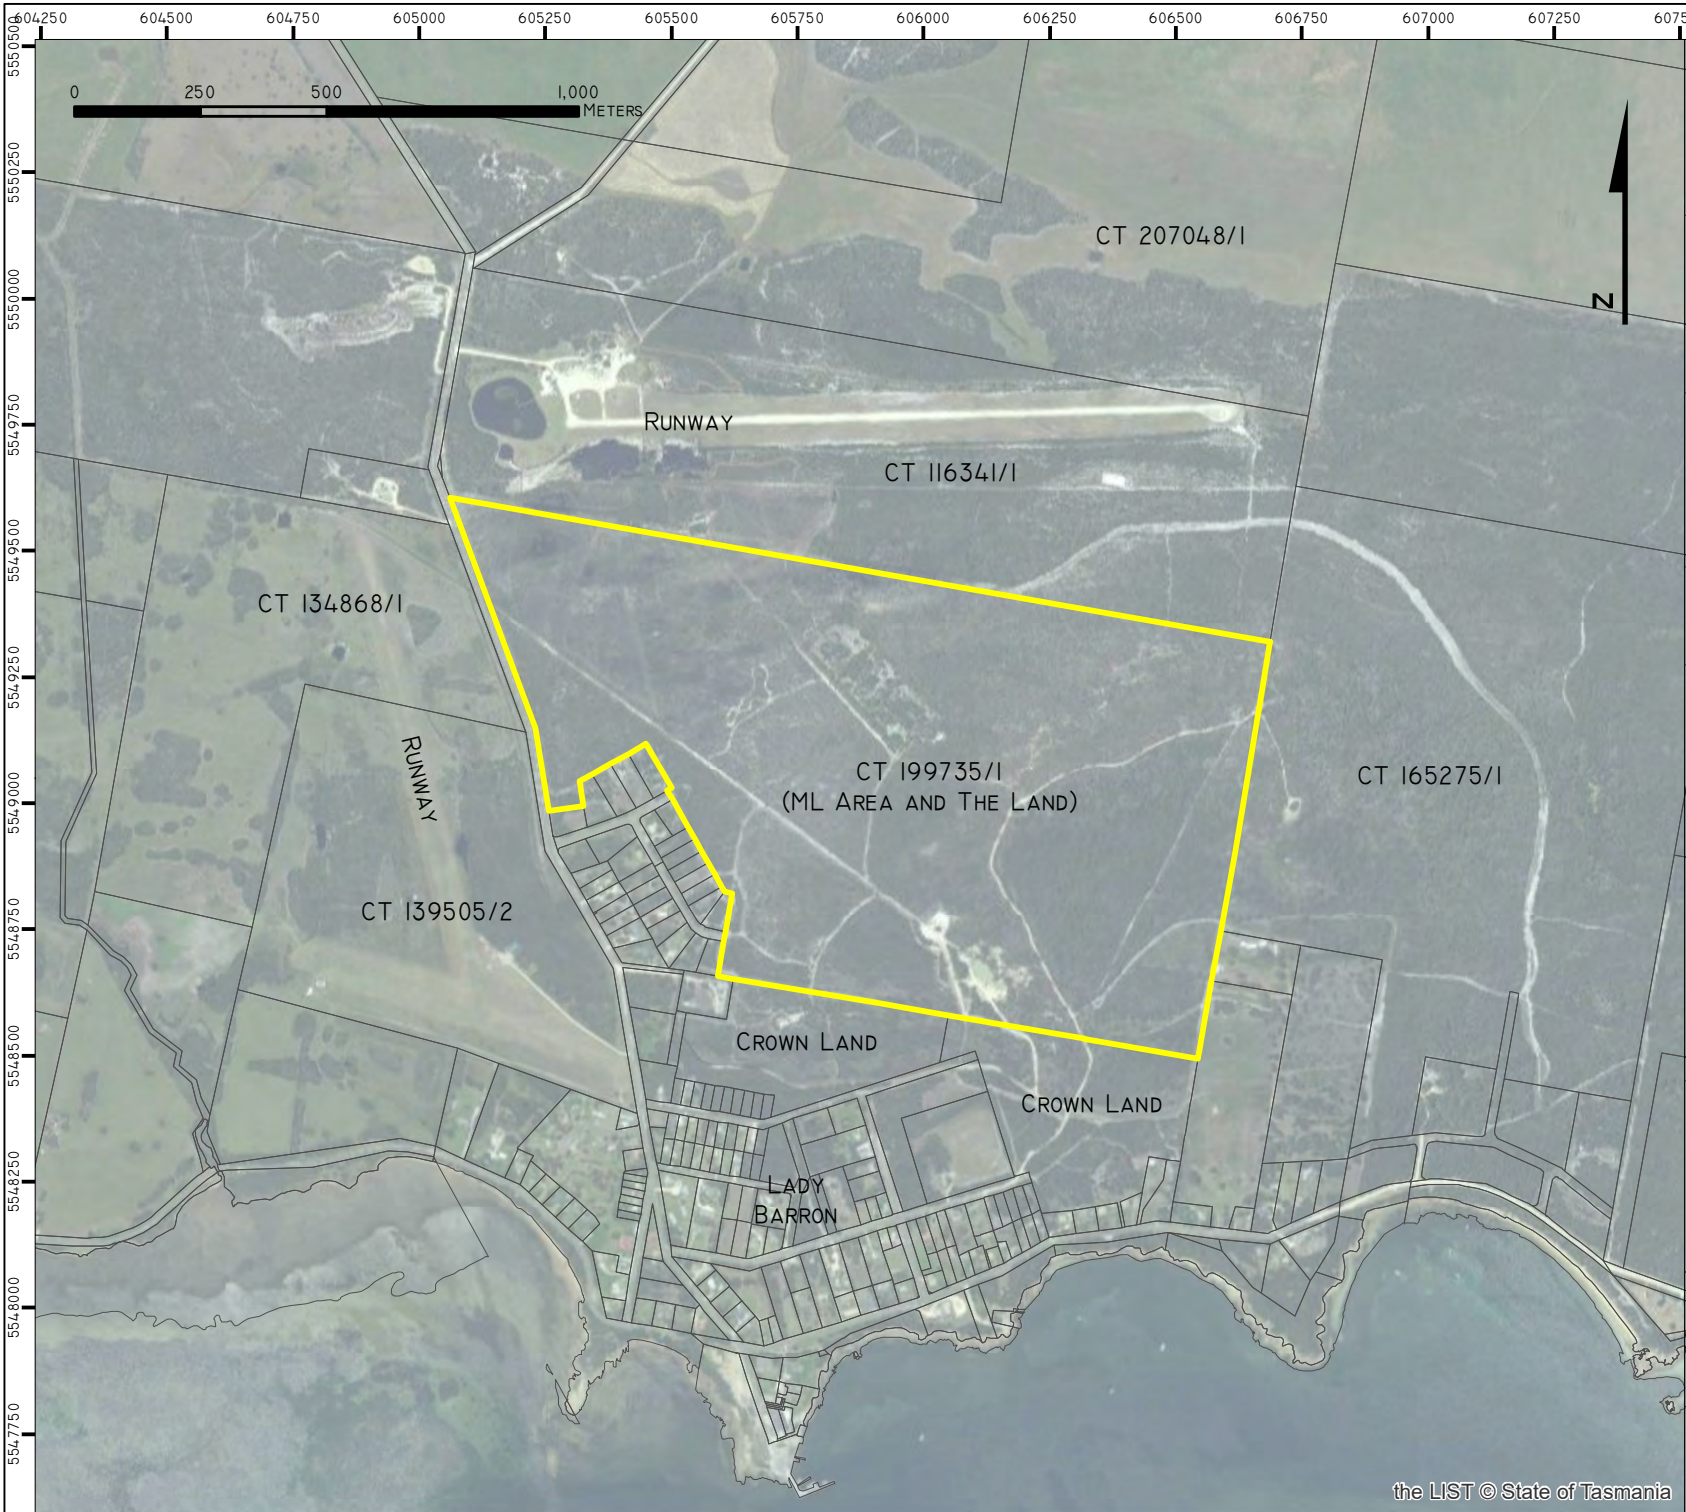 604250 604500 604750 605000 605250 605500 605750 606000 606250 606500 606750 607000 607250 6075
5550500
0 250 500 1,000
METERS
5550250
CT 207048/1
N
5550000
5549750
RUNWAY
CT 116341/1
5549500
CT 134868/1
5549250
RUNWAY
CT 199735/1
(ML AREA AND THE LAND)
CT 165275/1
5549000
CT 139505/2
5548750
CROWN LAND
5548500
CROWN LAND
5548250
LADY
BARRON
5548000
5547750
the LIST © State of Tasmania